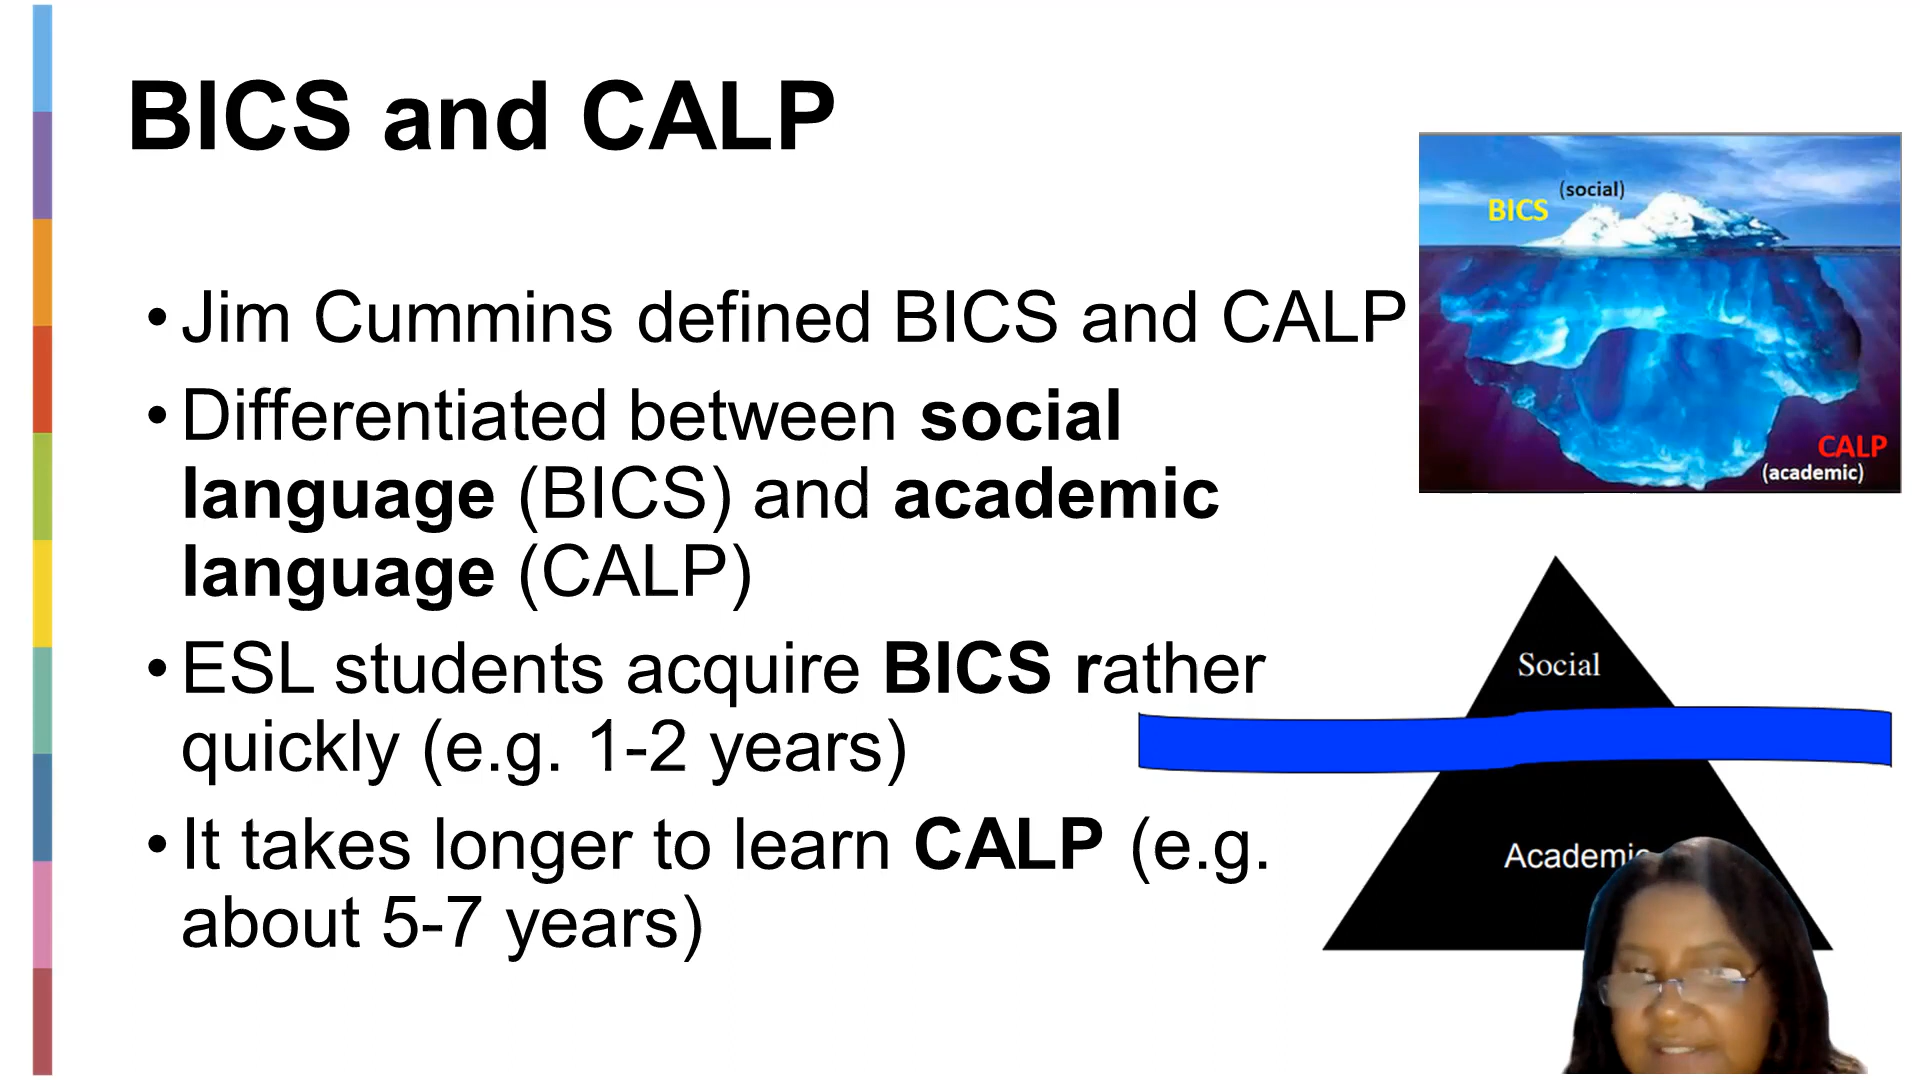 BICS and CALP
• Jim Cummins defined BICS and CALP
• Differentiated between social
language (BICS) and academic
language (CALP)
• ESL students acquire BICS rather
quickly (e.g. 1-2 years)
• It takes longer to learn CALP (e.g.
about 5-7 years)
(social)
BICS
CALP
(academic)
Social
Academic